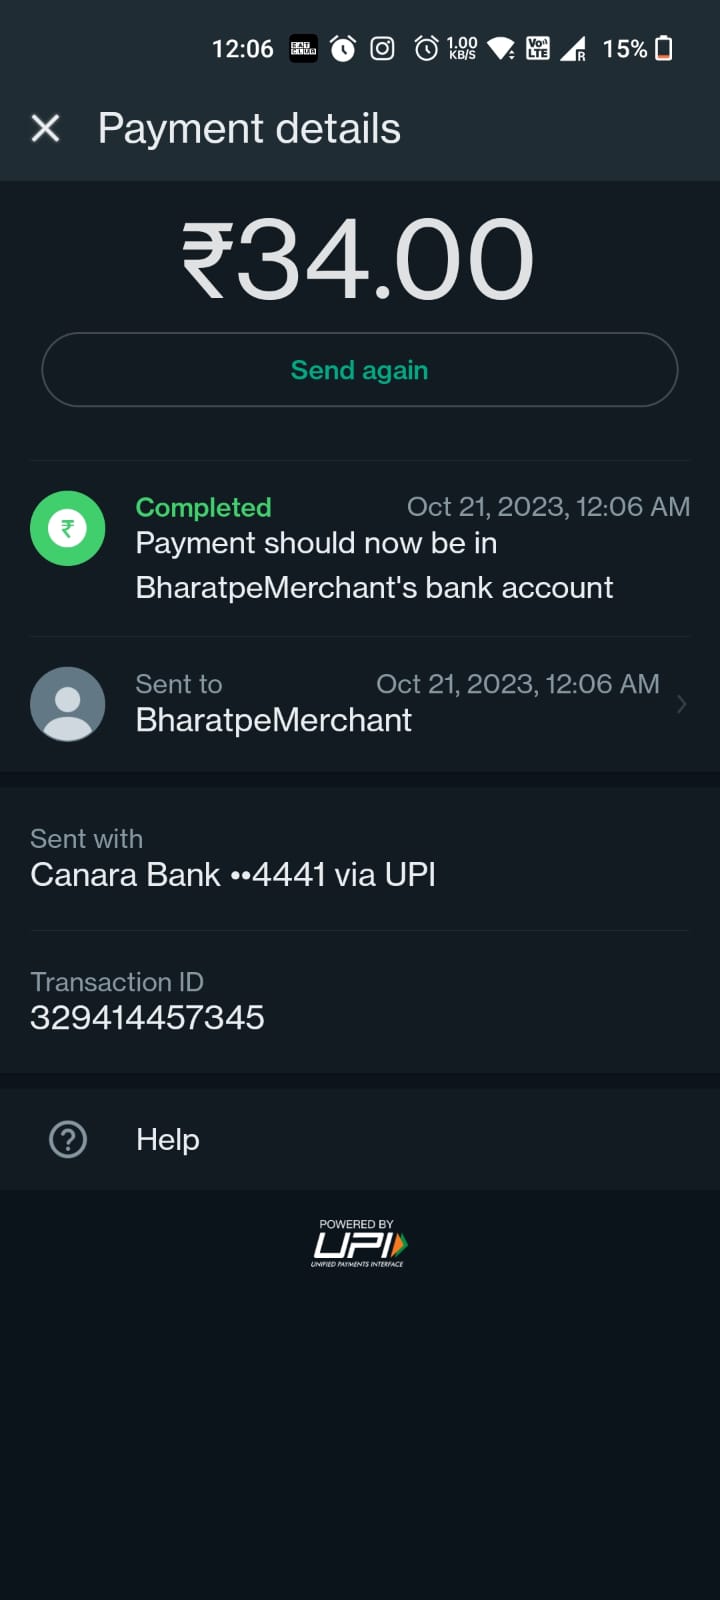 12:06 EAT CLUB 1.00 KB/S Vo LTE R 15%
Payment details
₹34.00
Send again
Completed Oct 21, 2023, 12:06 AM
Payment should now be in
BharatpeMerchant's bank account
Sent to Oct 21, 2023, 12:06 AM
BharatpeMerchant
Sent with
Canara Bank ••4441 via UPI
Transaction ID
329414457345
Help
POWERED BY
UPI
UNIFIED PAYMENTS INTERFACE